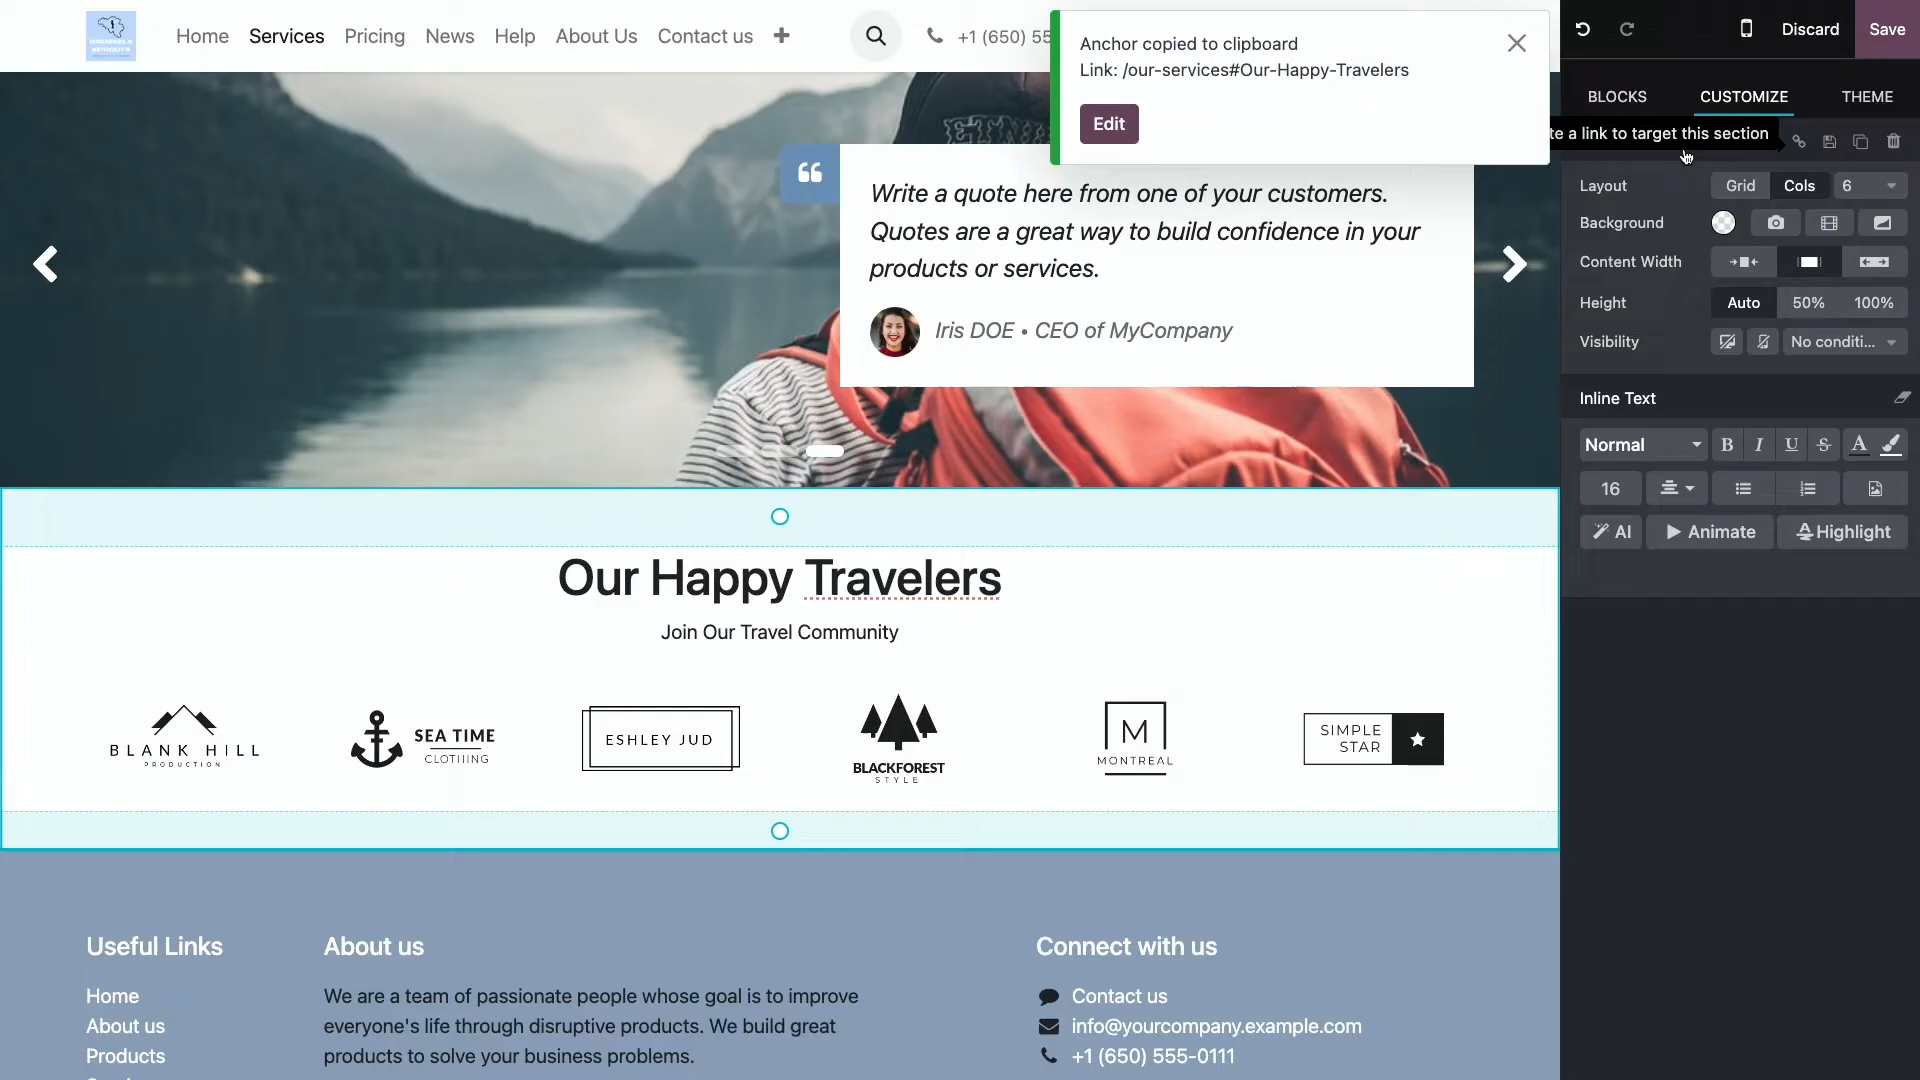 Home Services Pricing News Help About Us Contact us
+1 (650) 55
Anchor copied to clipboard
Link: /our-services#Our-Happy-Travelers
Edit
Discard
Save
BLOCKS
CUSTOMIZE
THEME
te a link to target this section
Layout
Grid
Cols
6
Background
Content Width
Height
Auto
50%
100%
Visibility
No conditi...
Inline Text
Normal
B I U S A
16
AI
Animate
Highlight
Write a quote here from one of your customers.
Quotes are a great way to build confidence in your
products or services.
Iris DOE • CEO of MyCompany
Our Happy Travelers
Join Our Travel Community
BLANK HILL
PRODUCTION
SEA TIME
CLOTHING
ESHLEY JUD
BLACKFOREST
STYLE
M
MONTREAL
SIMPLE
STAR
Useful Links
Home
About us
Products
About us
We are a team of passionate people whose goal is to improve
everyone's life through disruptive products. We build great
products to solve your business problems.
Connect with us
Contact us
info@yourcompany.example.com
+1 (650) 555-0111